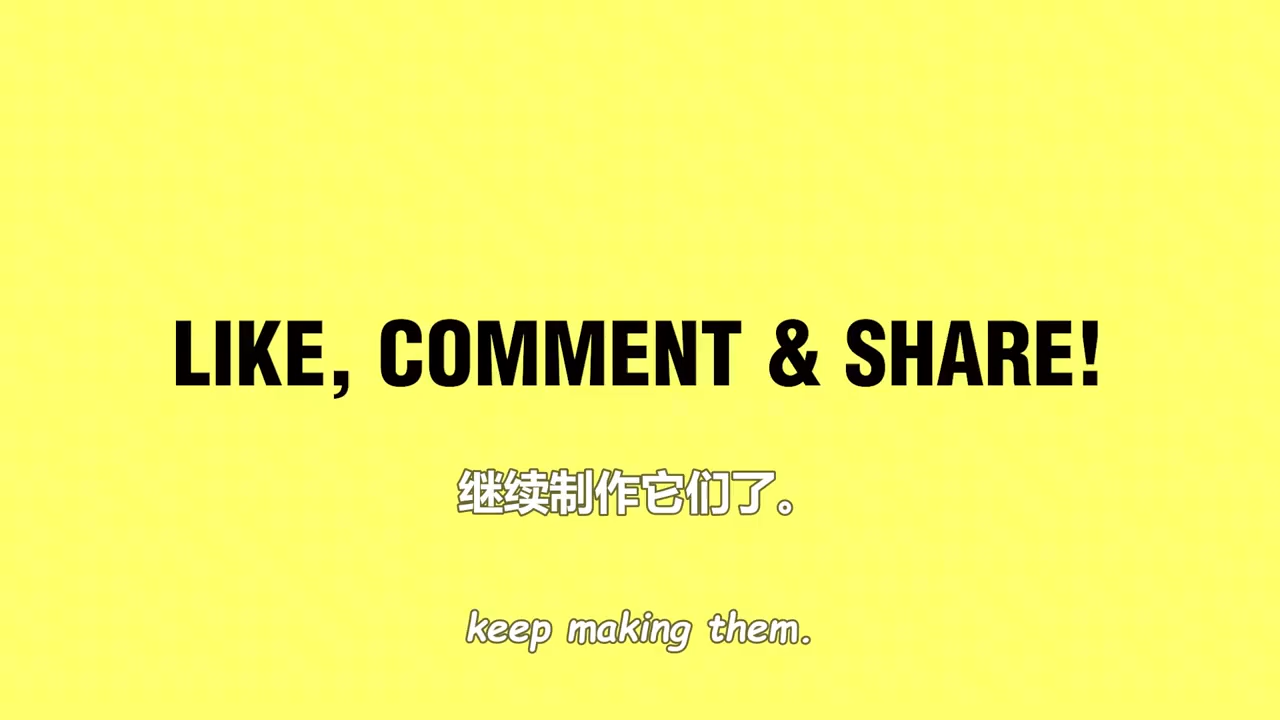 LIKE, COMMENT & SHARE!
继续制作它们了。
keep making them.